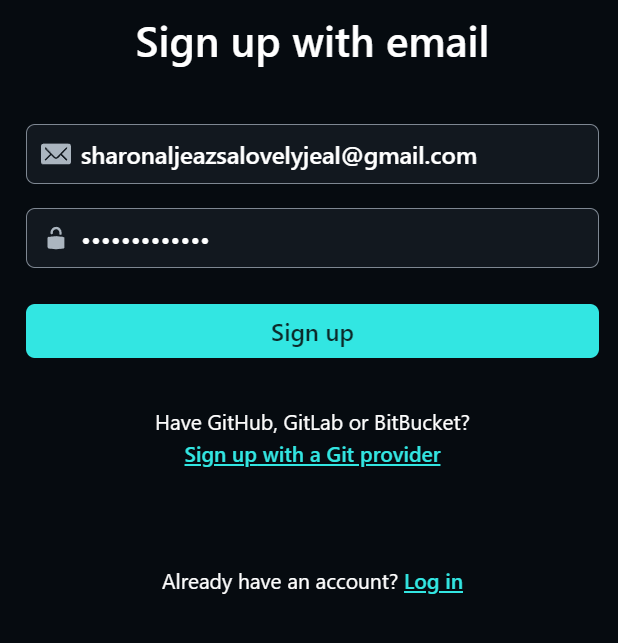 Sign up with email
sharonaljeazsalovelyjeal@gmail.com
•••••••••••••
Sign up
Have GitHub, GitLab or BitBucket?
Sign up with a Git provider
Already have an account? Log in